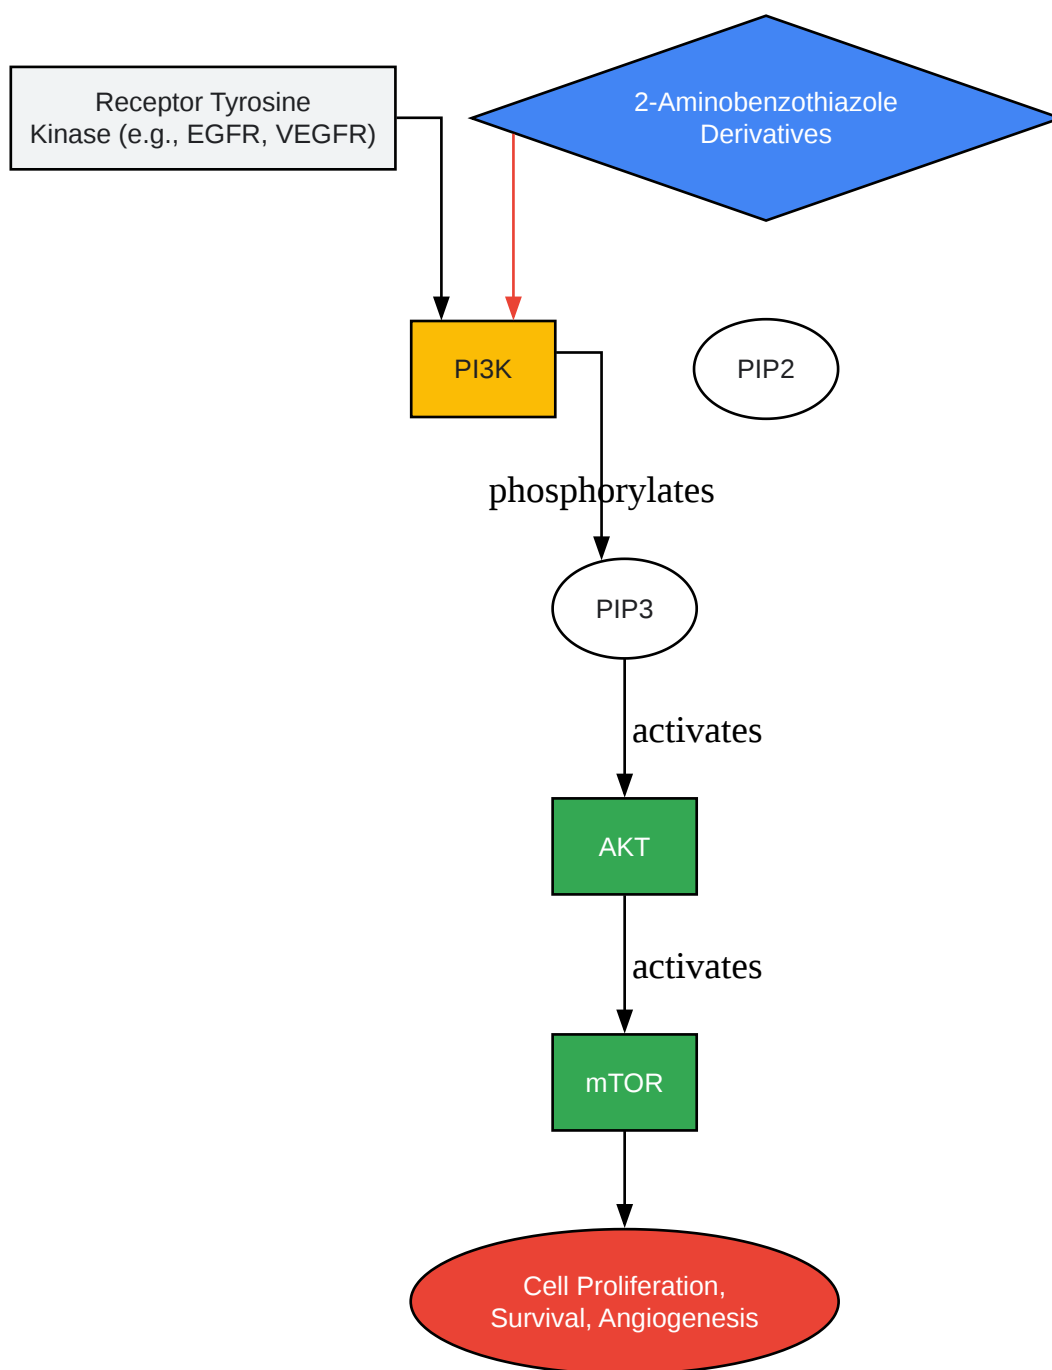 Receptor Tyrosine
Kinase (e.g., EGFR, VEGFR)
2-Aminobenzothiazole
Derivatives
PI3K
PIP2
phosphorylates
PIP3
activates
AKT
activates
mTOR
Cell Proliferation,
Survival, Angiogenesis